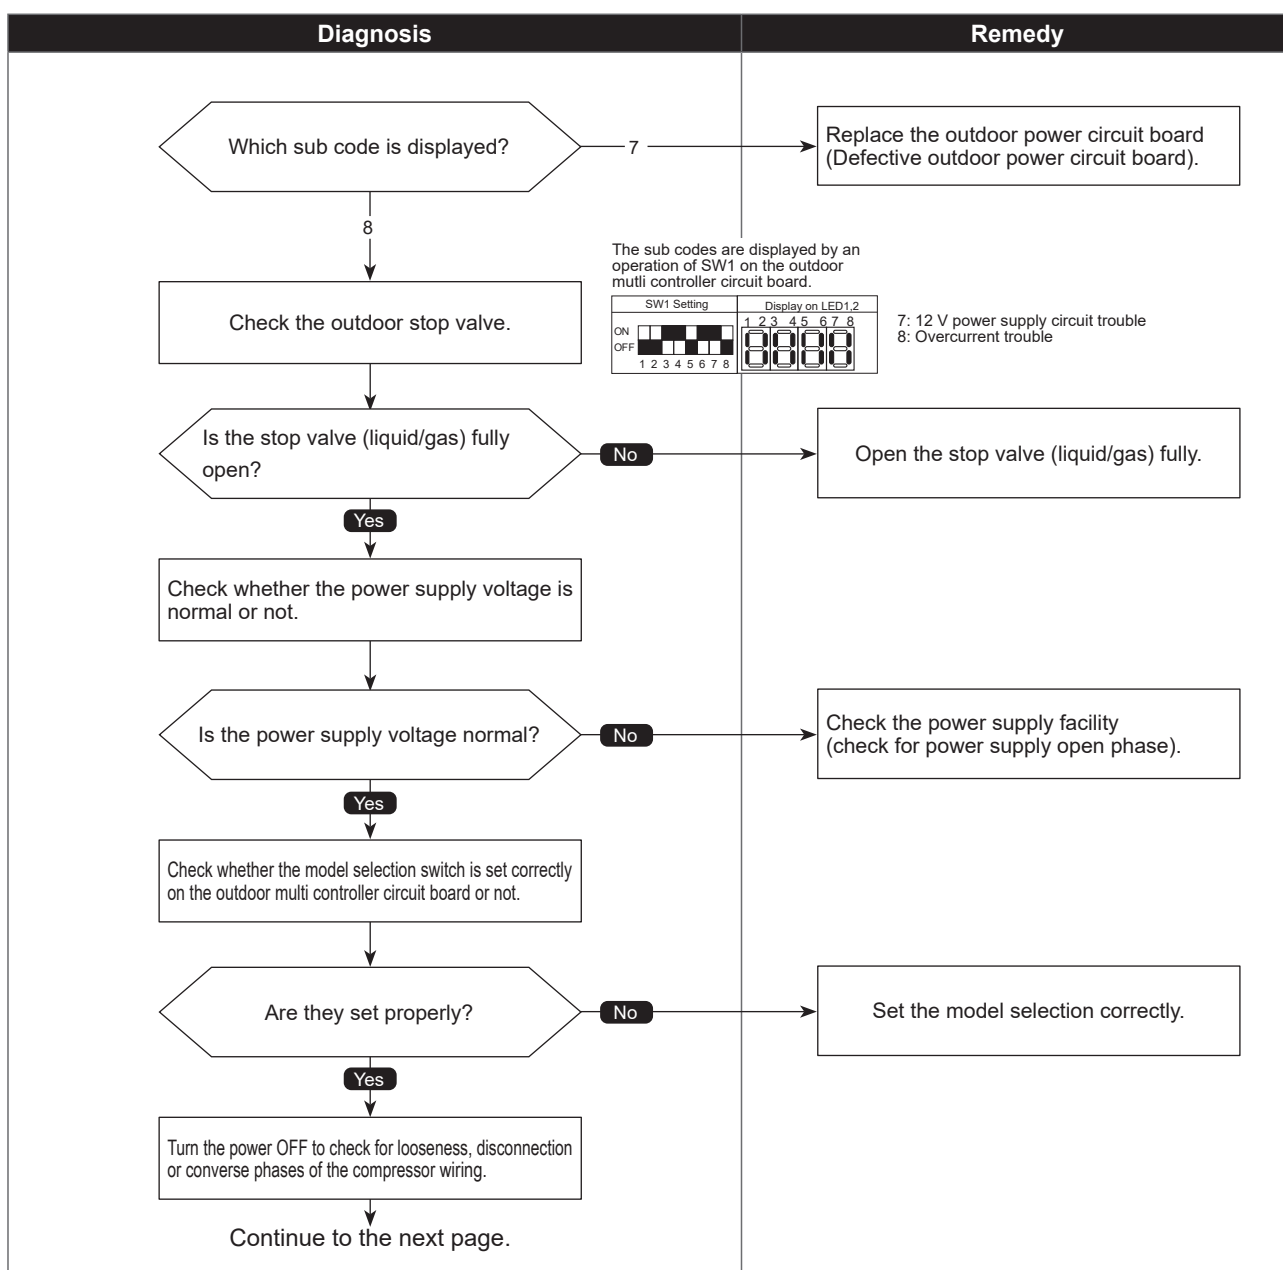 Diagnosis
Remedy
Which sub code is displayed?
7
Replace the outdoor power circuit board
(Defective outdoor power circuit board).
8
The sub codes are displayed by an
operation of SW1 on the outdoor
mutli controller circuit board.
SW1 Setting
Display on LED1,2
ON
OFF
1 2 3 4 5 6 7 8
1 2 3 4 5 6 7 8
7: 12 V power supply circuit trouble
8: Overcurrent trouble
Check the outdoor stop valve.
Is the stop valve (liquid/gas) fully
open?
No
Open the stop valve (liquid/gas) fully.
Yes
Check whether the power supply voltage is
normal or not.
Is the power supply voltage normal?
No
Check the power supply facility
(check for power supply open phase).
Yes
Check whether the model selection switch is set correctly
on the outdoor multi controller circuit board or not.
Are they set properly?
No
Set the model selection correctly.
Yes
Turn the power OFF to check for looseness, disconnection
or converse phases of the compressor wiring.
Continue to the next page.